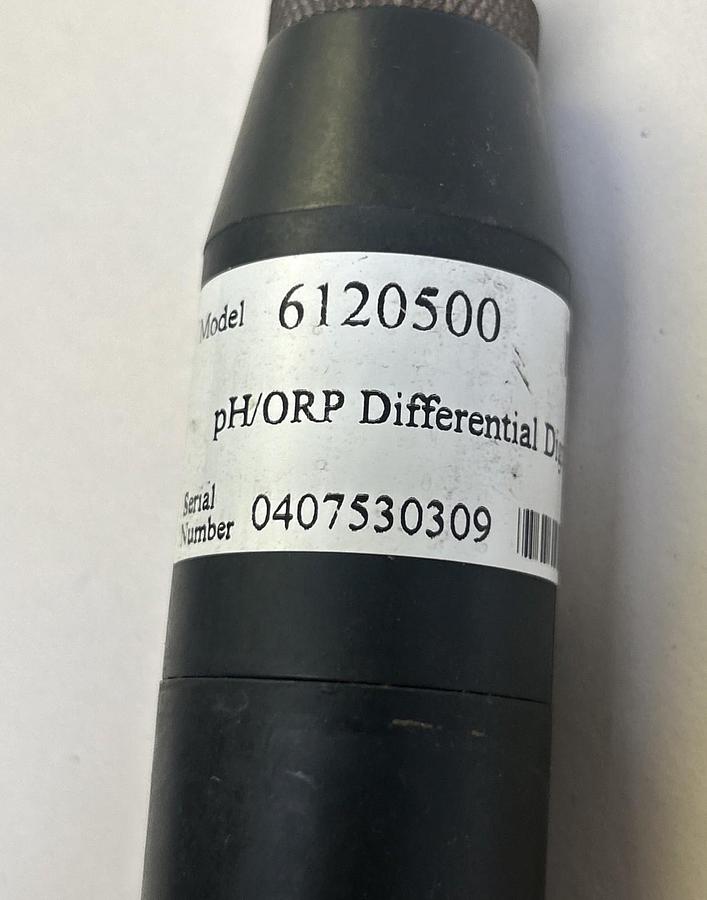 Model 6120500
pH/ORP Differential
Serial
Number 0407530309